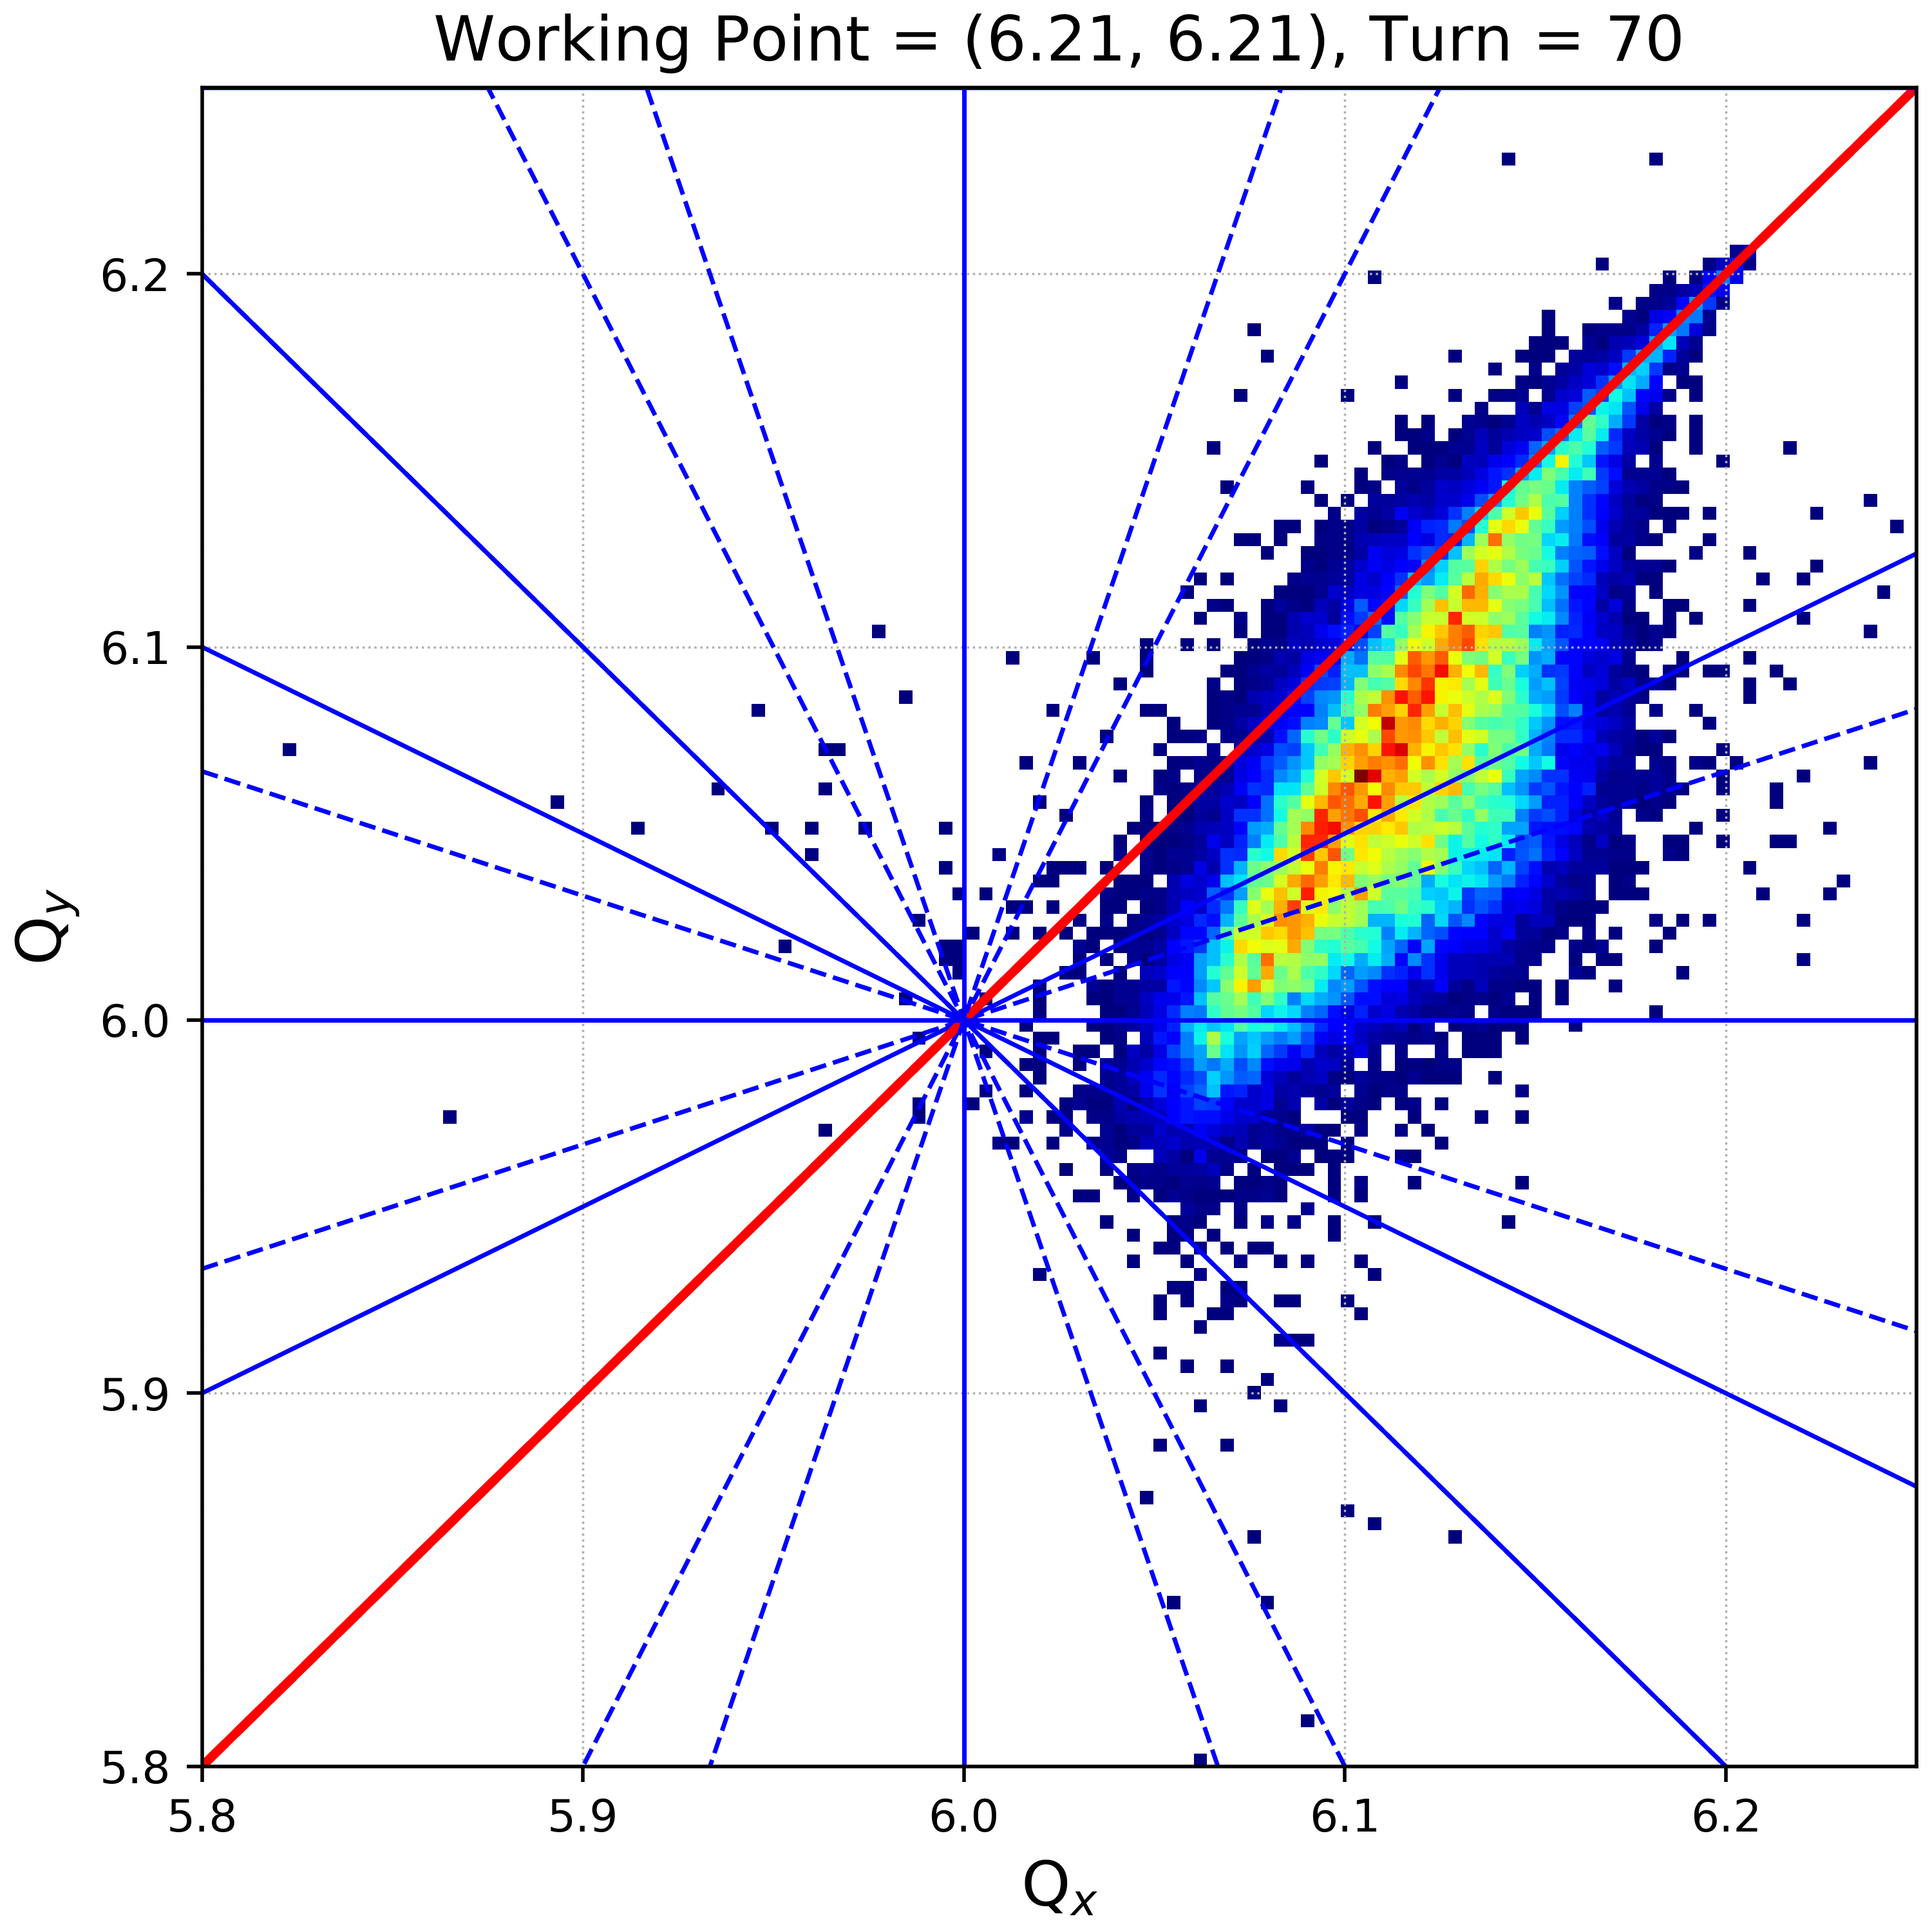 Working Point = (6.21, 6.21), Turn = 70
6.2
6.1
6.0
5.9
5.8
Qy
5.8 5.9 6.0 6.1 6.2
Qx